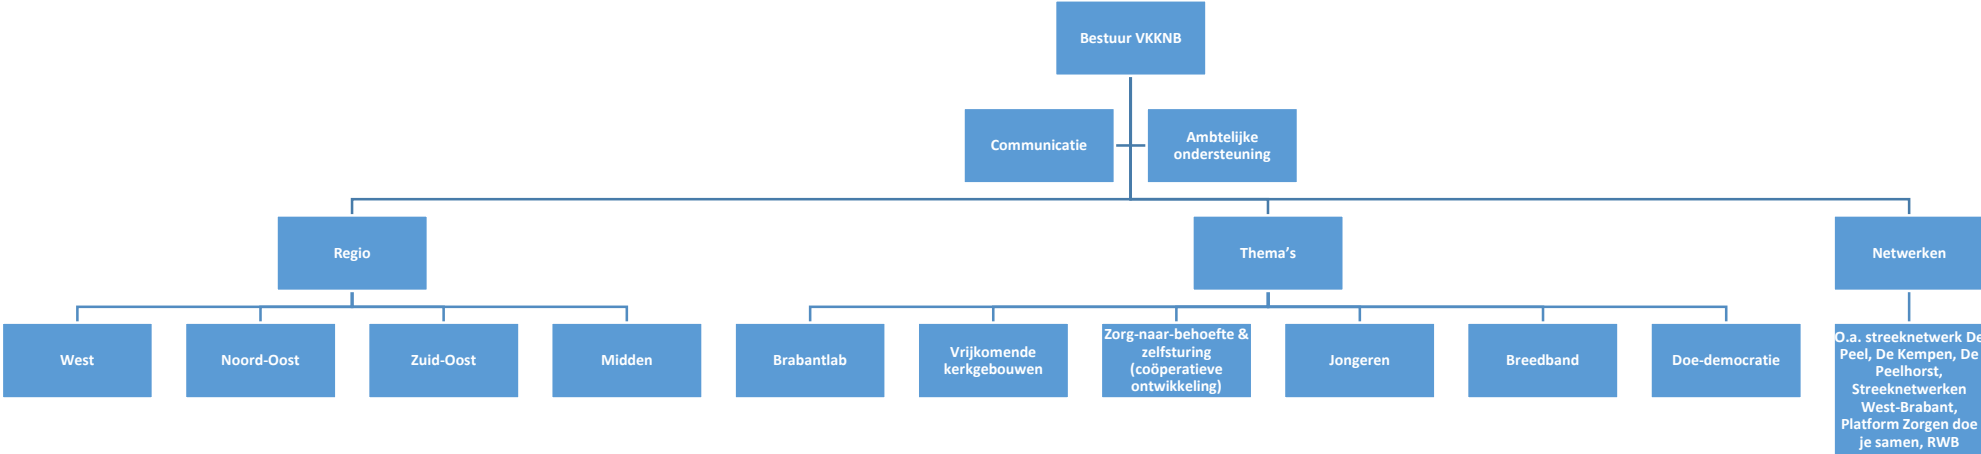 Bestuur VKKNB
Communicatie
Ambtelijke
ondersteuning
Regio
Thema's
Netwerken
West
Noord-Oost
Zuid-Oost
Midden
Brabantlab
Vrijkomende
kerkgebouwen
Zorg-naar-behoefte &
zelfsturing
(coöperatieve
ontwikkeling)
Jongeren
Breedband
Doe-democratie
O.a. streeknetwerk De
Peel, De Kempen, De
Peelhorst,
Streeknetwerken
West-Brabant,
Platform Zorgen doe
je samen, RWB